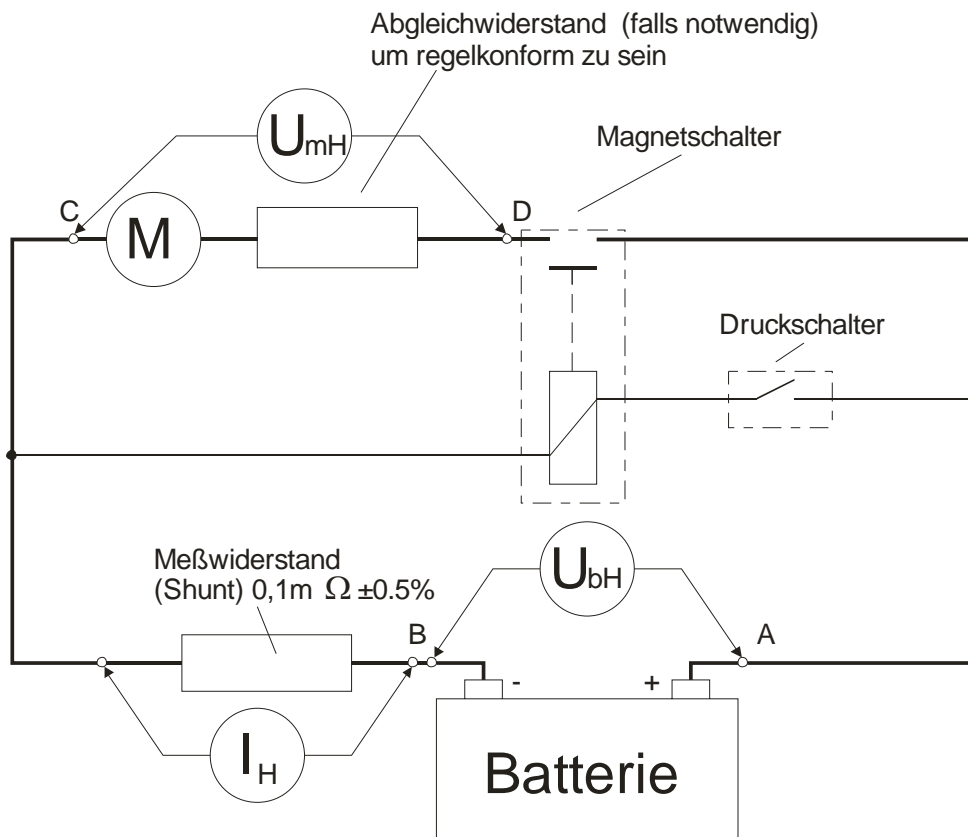 Abgleichwiderstand (falls notwendig)
um regelkonform zu sein
UmH
Magnetschalter
C
D
M
Druckschalter
Meßwiderstand
(Shunt) 0,1m Ω ±0.5%
UbH
B
A
- +
IH
Batterie